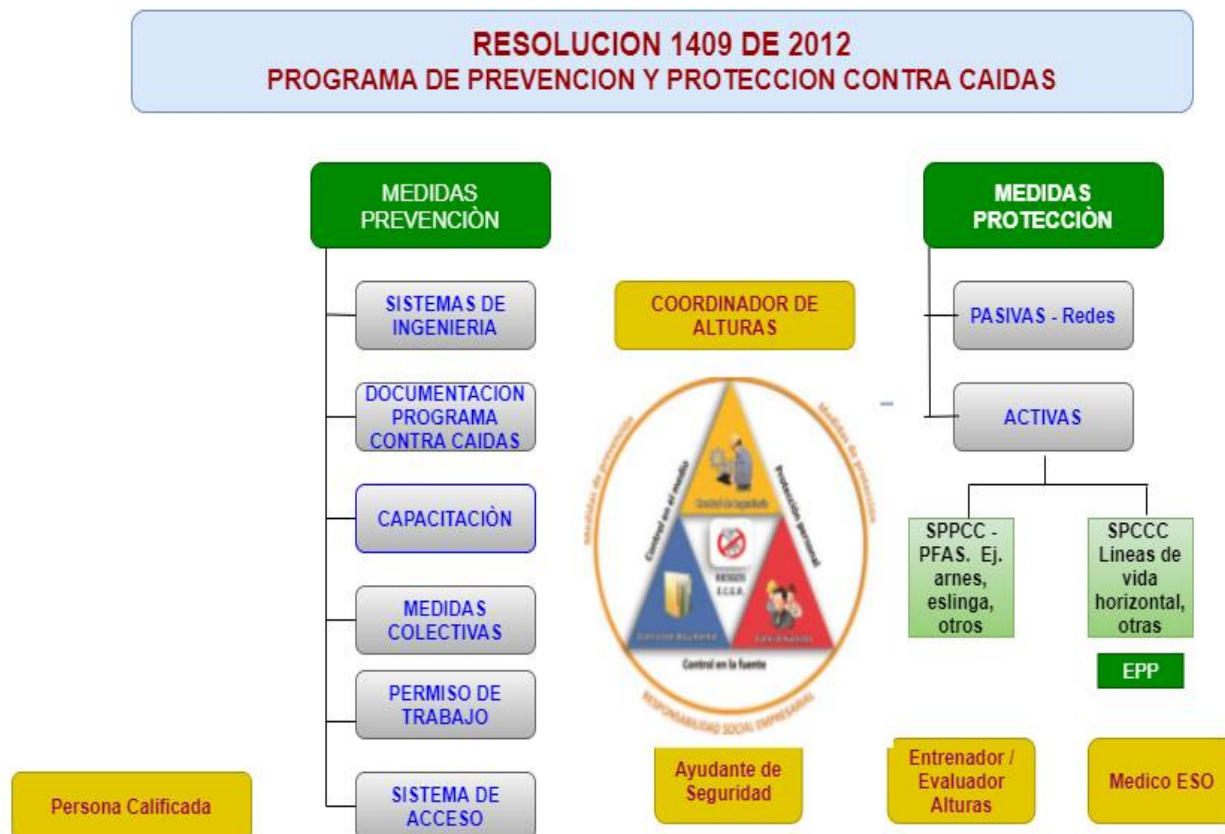 RESOLUCION 1409 DE 2012
PROGRAMA DE PREVENCION Y PROTECCION CONTRA CAIDAS
MEDIDAS
PREVENCIÒN
SISTEMAS DE
INGENIERIA
DOCUMENTACION
PROGRAMA
CONTRA CAIDAS
CAPACITACIÒN
MEDIDAS
COLECTIVAS
PERMISO DE
TRABAJO
SISTEMA DE
ACCESO
Persona Calificada
COORDINADOR DE
ALTURAS
Medidas de prevención
Medidas de protección
Control en el medio
Protección personal
RIESGOS
Control en la fuente
RESPONSABILIDAD SOCIAL EMPRESARIAL
Ayudante de
Seguridad
MEDIDAS
PROTECCIÒN
PASIVAS - Redes
ACTIVAS
SPPCC -
PFAS. Ej.
arnes,
eslinga,
otros
SPCCC
Lineas de
vida
horizontal,
otras
EPP
Entrenador /
Evaluador
Alturas
Medico ESO